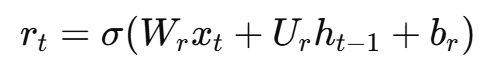 r_t = σ(W_r x_t + U_r h_{t−1} + b_r)